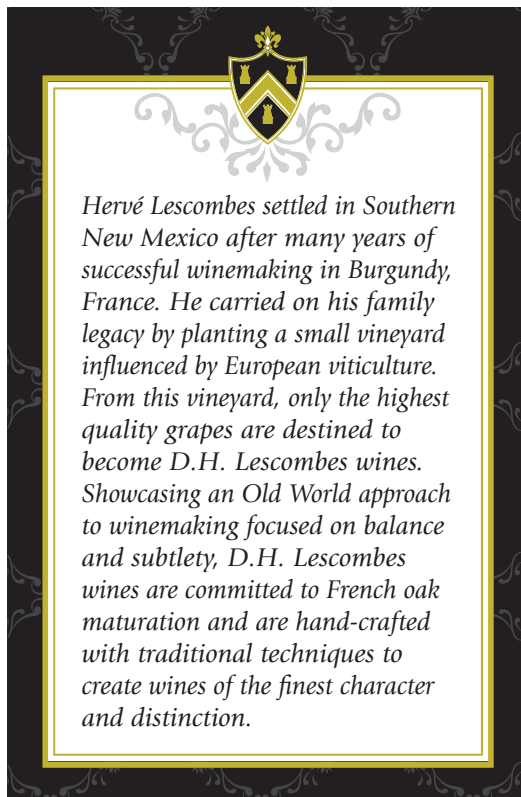 Hervé Lescombes settled in Southern
New Mexico after many years of
successful winemaking in Burgundy,
France. He carried on his family
legacy by planting a small vineyard
influenced by European viticulture.
From this vineyard, only the highest
quality grapes are destined to
become D.H. Lescombes wines.
Showcasing an Old World approach
to winemaking focused on balance
and subtlety, D.H. Lescombes
wines are committed to French oak
maturation and are hand-crafted
with traditional techniques to
create wines of the finest character
and distinction.